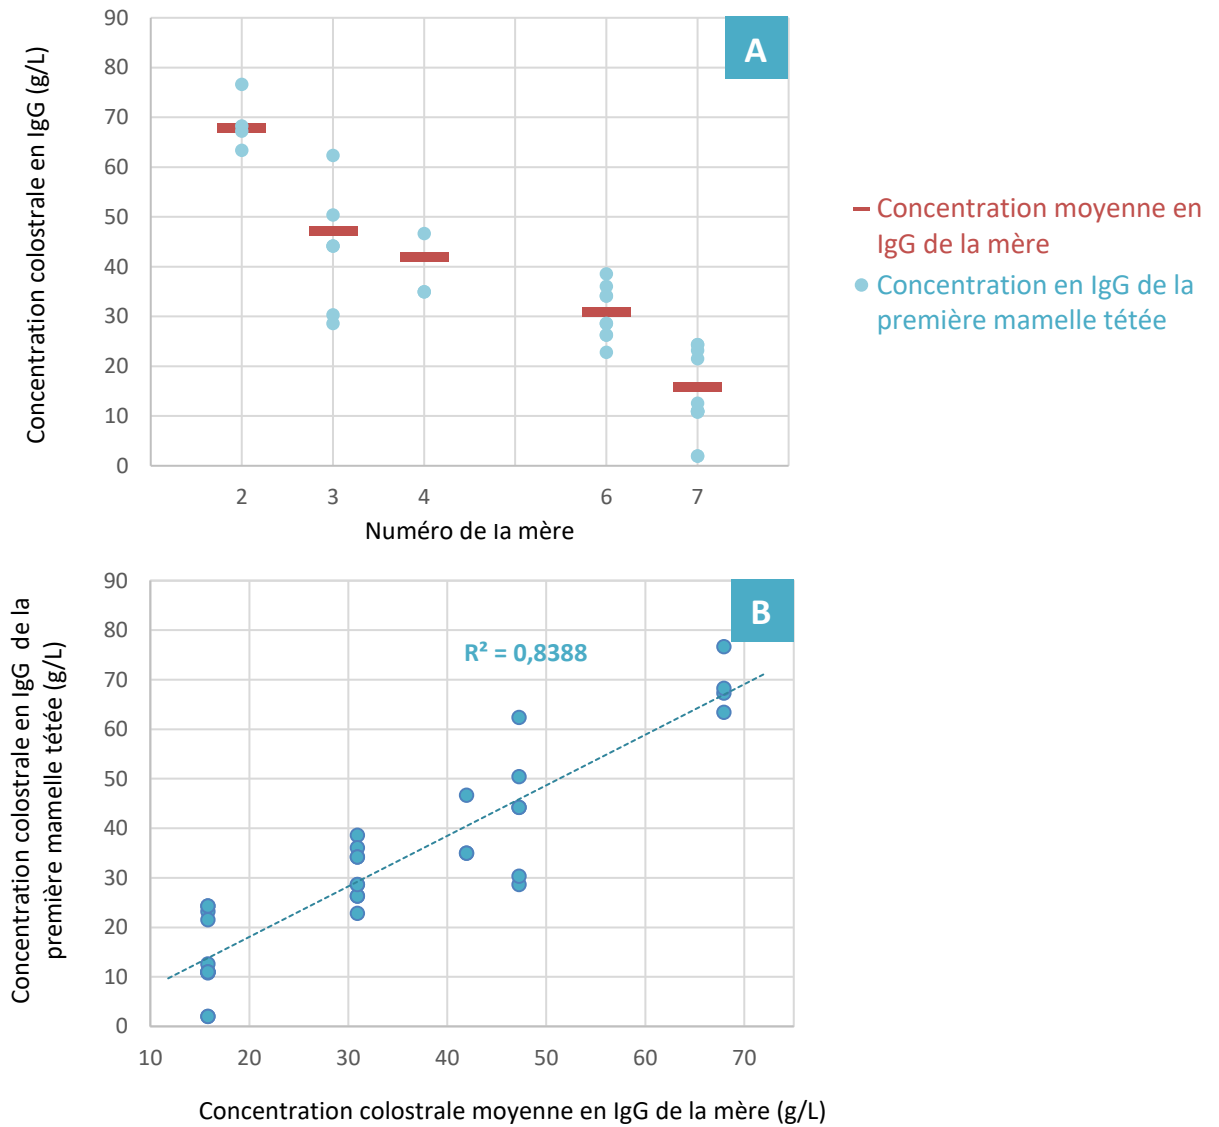 Concentration colostrale en IgG (g/L)
90
80
70
60
50
40
30
20
10
0
A
2 3 4 6 7
Numéro de la mère
Concentration moyenne en
IgG de la mère
Concentration en IgG de la
première mamelle tétée
Concentration colostrale en IgG de la
première mamelle tétée (g/L)
90
80
70
60
50
40
30
20
10
0
B
R² = 0,8388
10 20 30 40 50 60 70
Concentration colostrale moyenne en IgG de la mère (g/L)